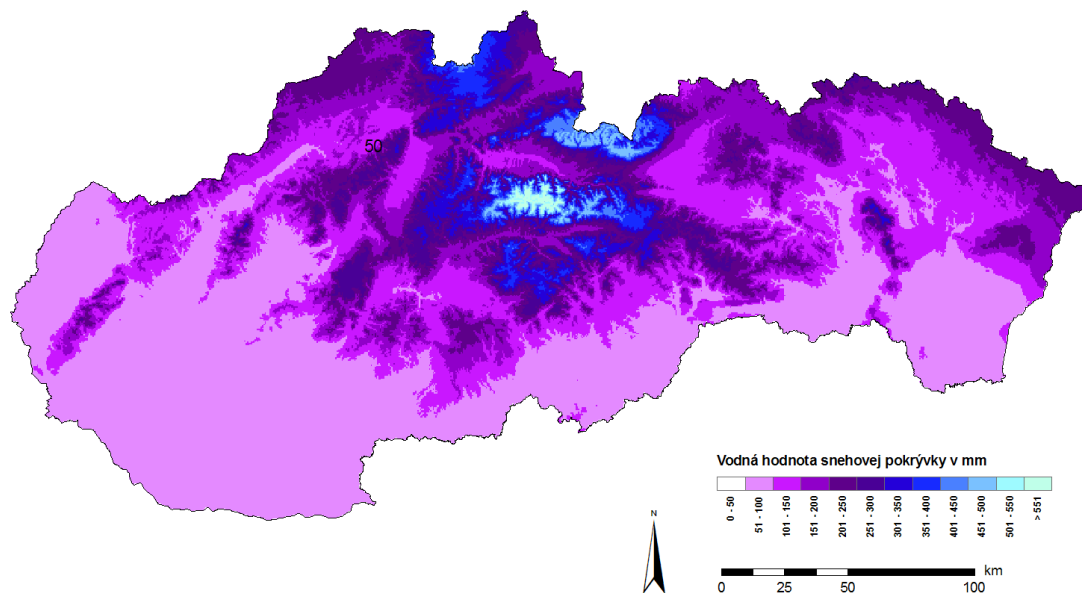 50
Vodná hodnota snehovej pokrývky v mm
0 - 50
51 - 100
101 - 150
151 - 200
201 - 250
251 - 300
301 - 350
351 - 400
401 - 450
451 - 500
501 - 550
> 551
N
km
0 25 50 100